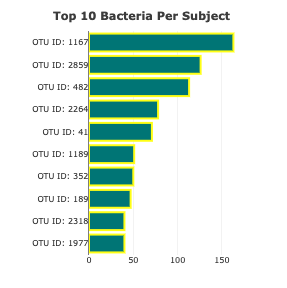 Top 10 Bacteria Per Subject
OTU ID: 1167
OTU ID: 2859
OTU ID: 482
OTU ID: 2264
OTU ID: 41
OTU ID: 1189
OTU ID: 352
OTU ID: 189
OTU ID: 2318
OTU ID: 1977
0 50 100 150